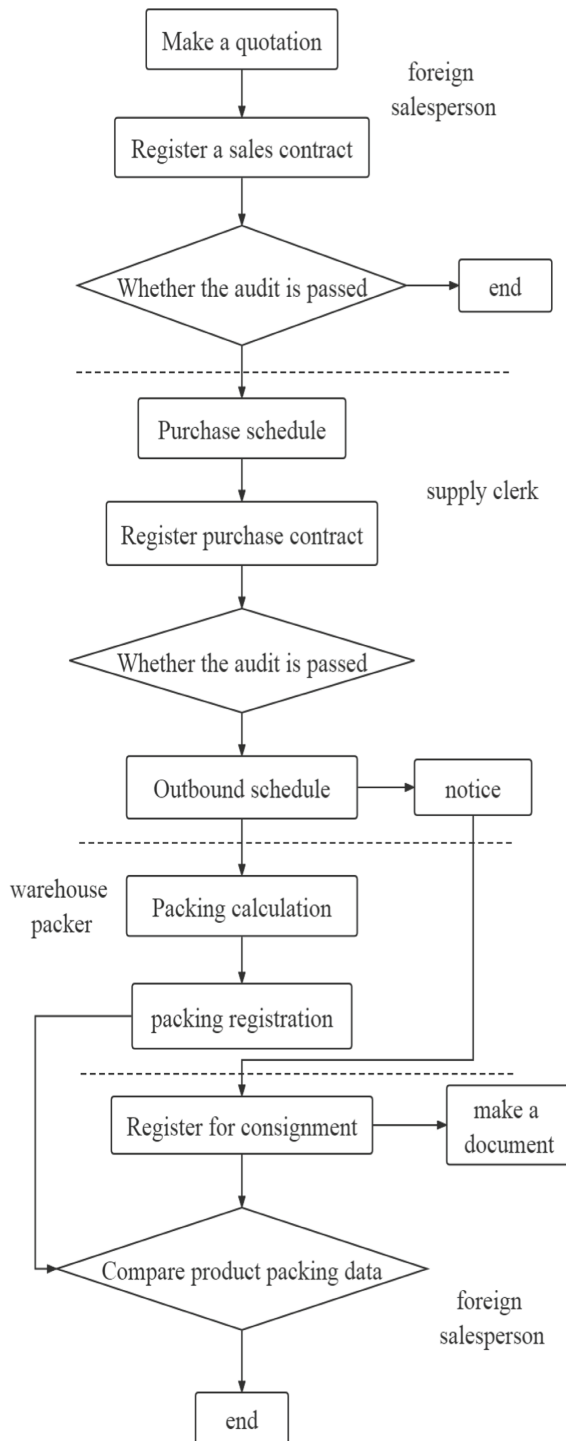 Make a quotation
foreign
salesperson
Register a sales contract
Whether the audit is passed
end
Purchase schedule
supply clerk
Register purchase contract
Whether the audit is passed
Outbound schedule
notice
warehouse
packer
Packing calculation
packing registration
Register for consignment
make a
document
Compare product packing data
foreign
salesperson
end